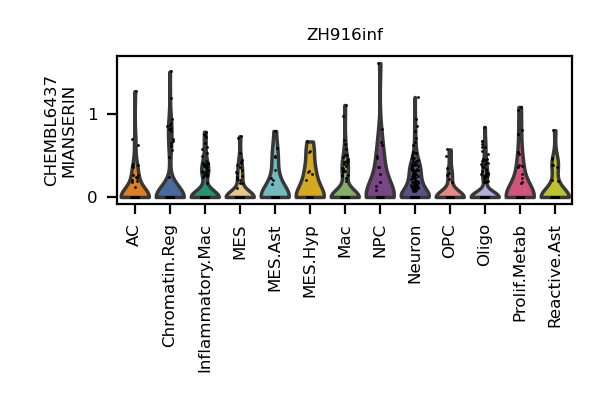 ZH916inf
CHEMBL6437
MIANSERIN
1
0
AC
Chromatin.Reg
Inflammatory.Mac
MES
MES.Ast
MES.Hyp
Mac
NPC
Neuron
OPC
Oligo
Prolif.Metab
Reactive.Ast